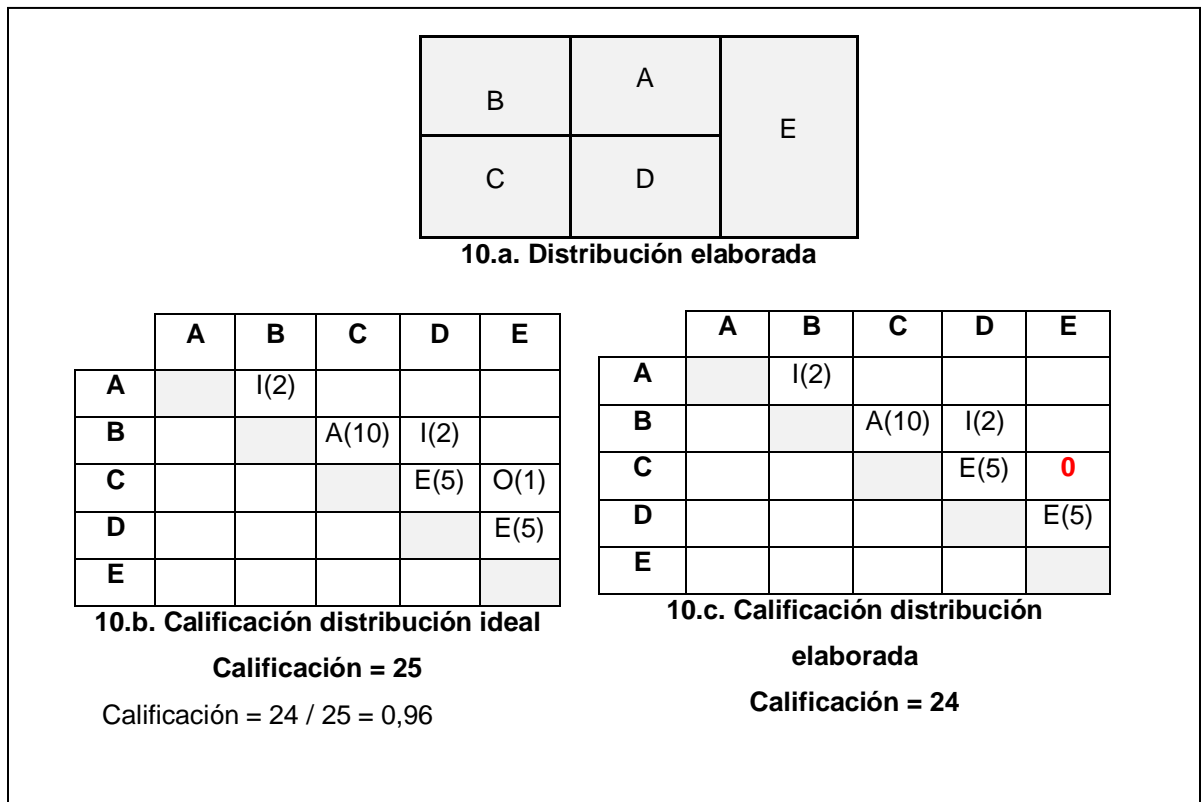 A
B
E
C D
10.a. Distribución elaborada
A B C D E
A I(2)
B A(10) I(2)
C E(5) O(1)
D E(5)
E
10.b. Calificación distribución ideal
Calificación = 25
Calificación = 24 / 25 = 0,96
A B C D E
A I(2)
B A(10) I(2)
C E(5) 0
D E(5)
E
10.c. Calificación distribución
elaborada
Calificación = 24